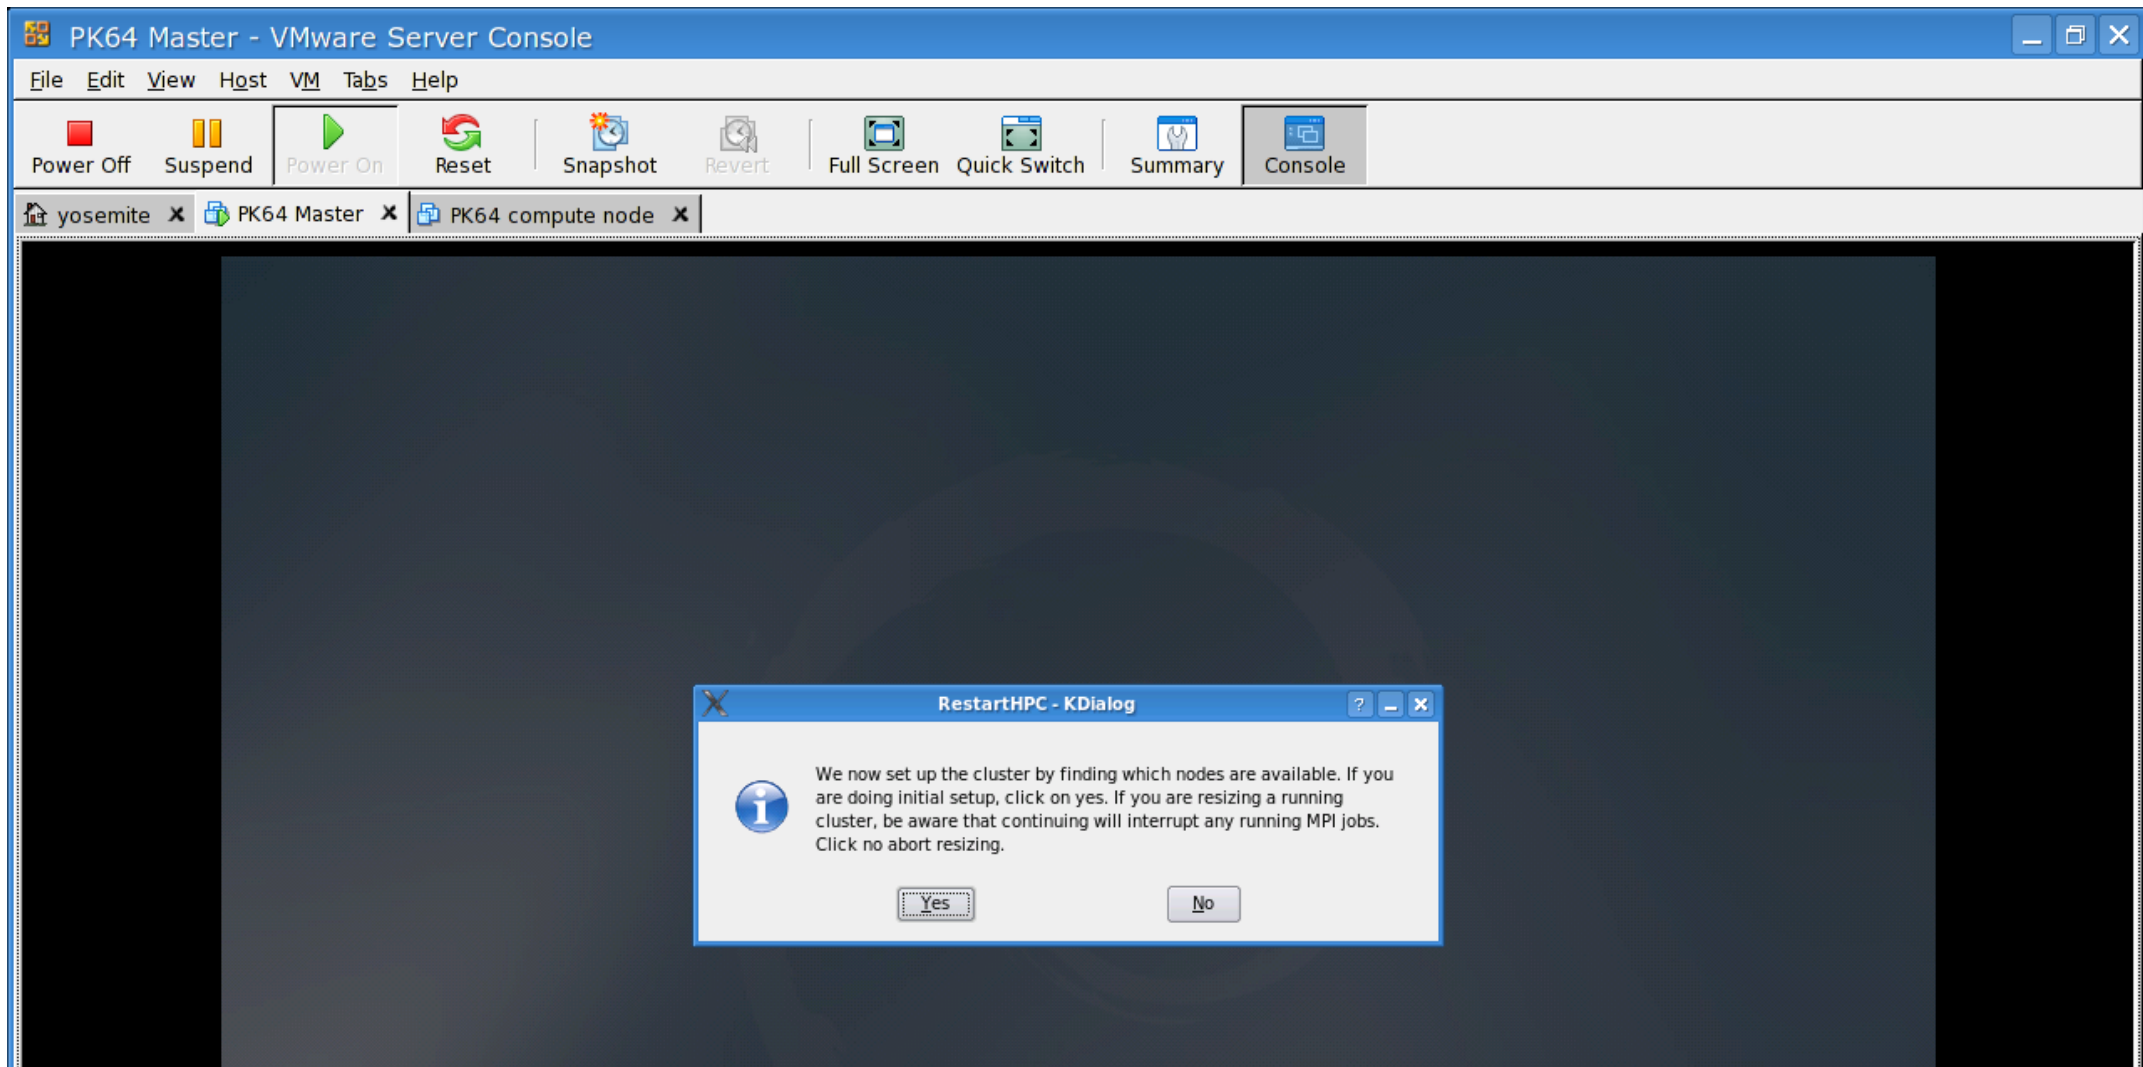 PK64 Master - VMware Server Console
File Edit View Host VM Tabs Help
Power Off Suspend Power On Reset Snapshot Revert Full Screen Quick Switch Summary Console
yosemite PK64 Master PK64 compute node
RestartHPC - KDialog
We now set up the cluster by finding which nodes are available. If you
are doing initial setup, click on yes. If you are resizing a running
cluster, be aware that continuing will interrupt any running MPI jobs.
Click no abort resizing.
Yes No